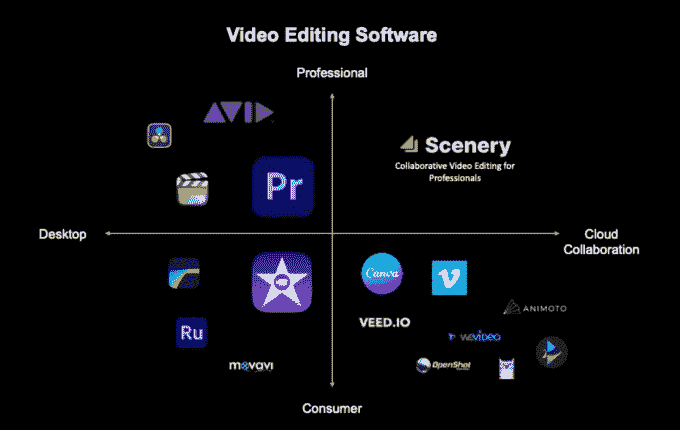 Video Editing Software
Professional
AVID
Scenery
Collaborative Video Editing for
Professionals
Pr
Desktop
Cloud
Collaboration
Canva
ANIMOTO
VEED.IO
Ru
WEVIDEO
movavi
OpenShot
Consumer